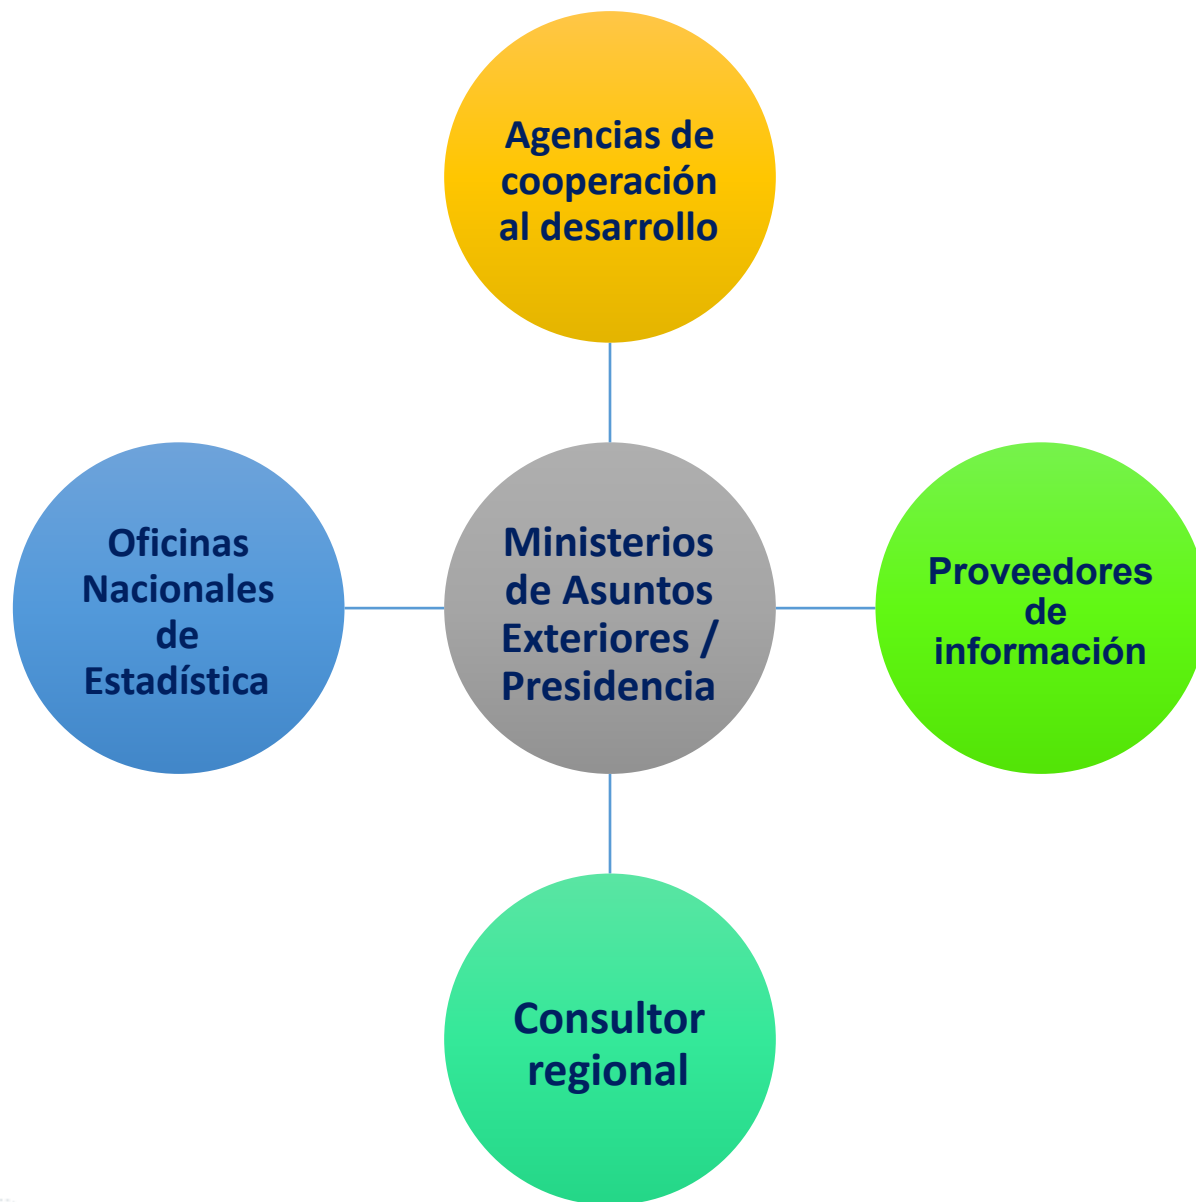 Agencias de
cooperación
al desarrollo
Oficinas
Nacionales
de
Estadística
Ministerios
de Asuntos
Exteriores /
Presidencia
Proveedores
de
información
Consultor
regional